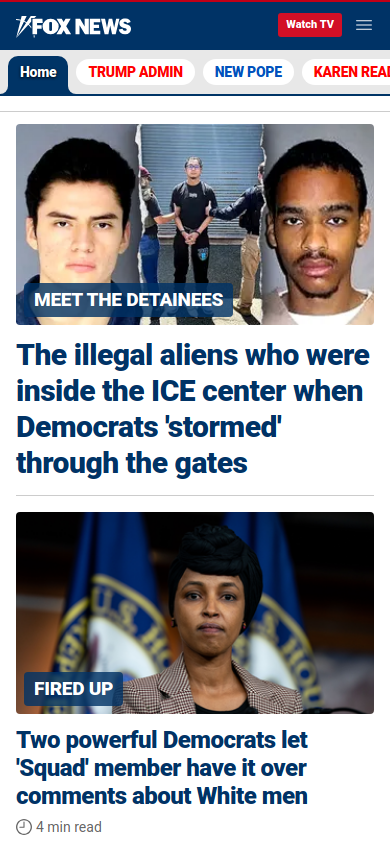 FOX NEWS
Watch TV
Home TRUMP ADMIN NEW POPE KAREN READ
MEET THE DETAINEES
The illegal aliens who were
inside the ICE center when
Democrats 'stormed'
through the gates
FIRED UP
Two powerful Democrats let
'Squad' member have it over
comments about White men
4 min read